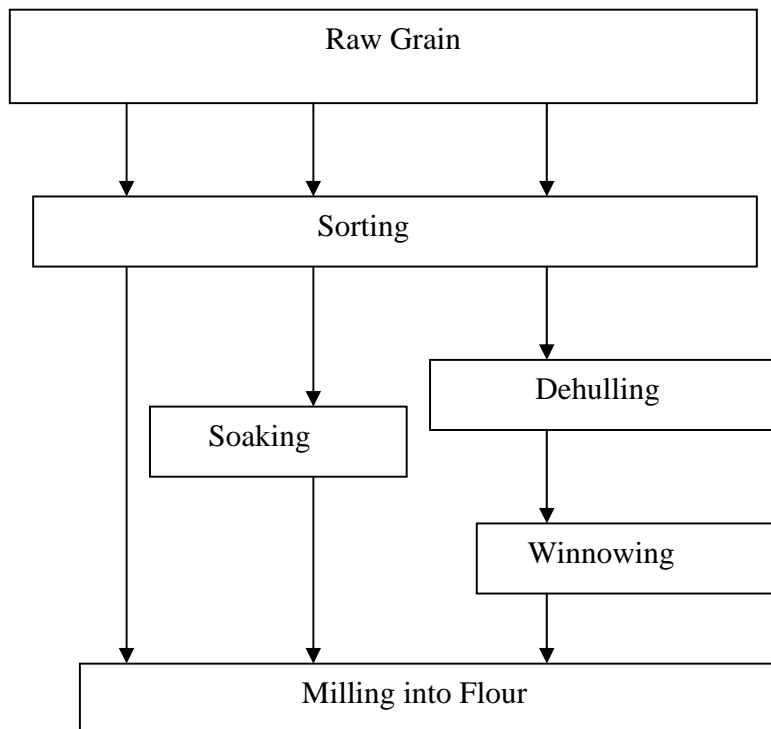 Raw Grain
Sorting
Dehulling
Soaking
Winnowing
Milling into Flour